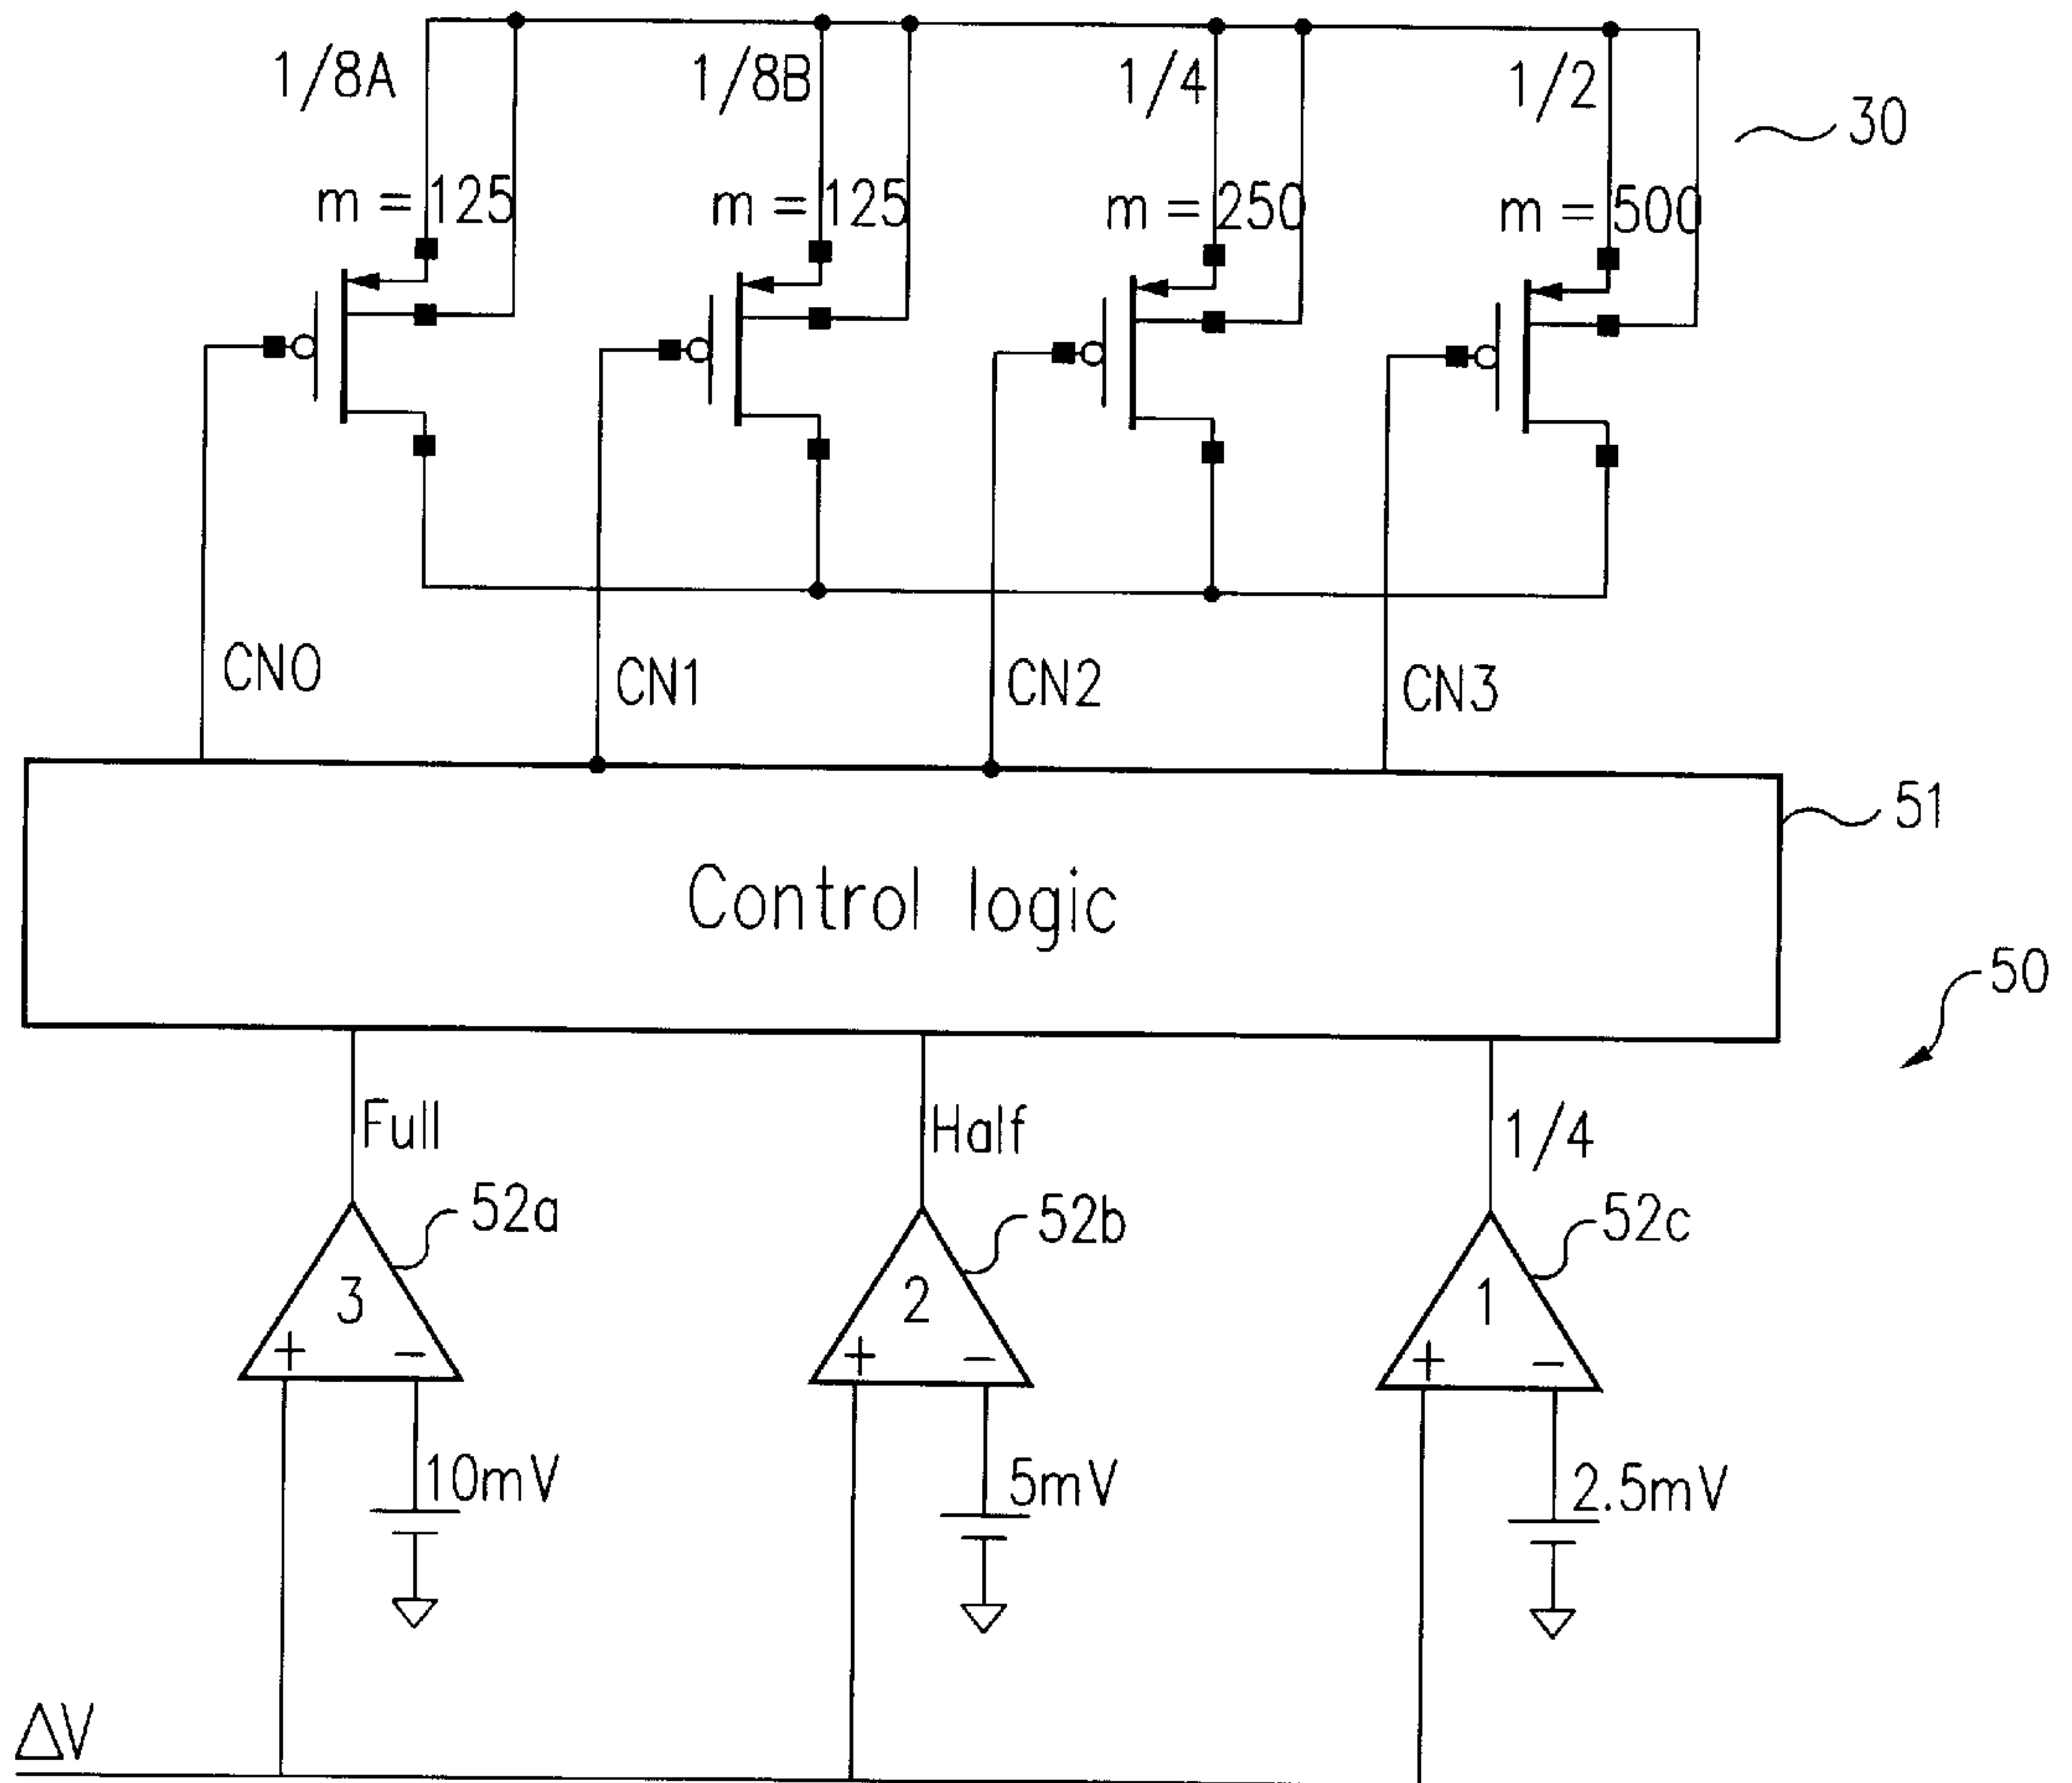 1/8A 1/8B 1/4 1/2
30
m = 125 m = 125 m = 250 m = 500
CN0 CN1 CN2 CN3
51
Control logic
50
Full Half 1/4
52a 52b 52c
3 2 1
+ − + − + −
10mV 5mV 2.5mV
ΔV